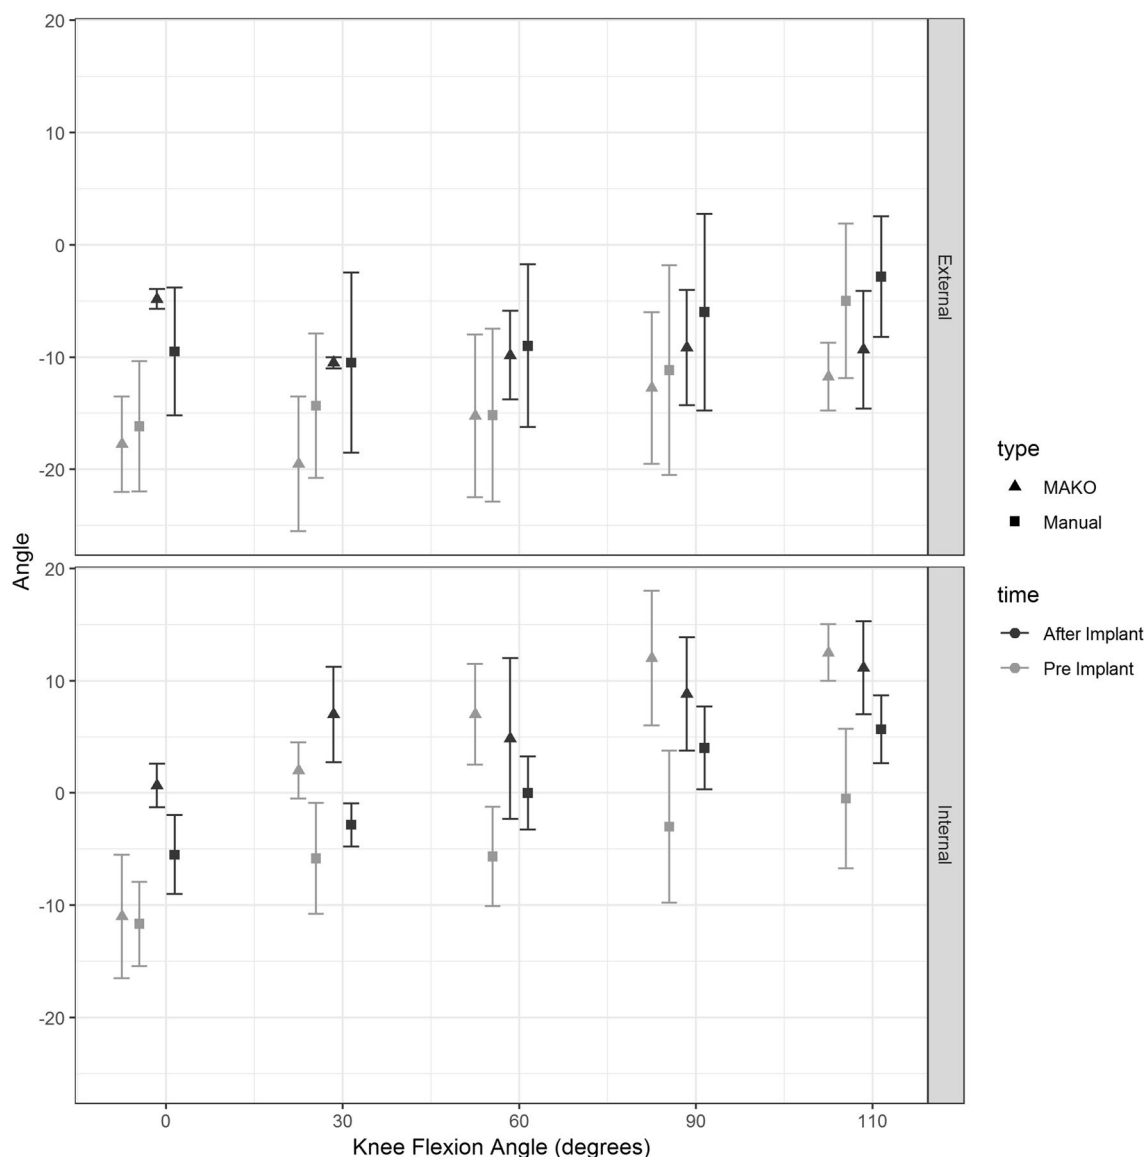 20
10
0
-10
-20
External
20
10
0
-10
-20
Internal
Angle
0 30 60 90 110
Knee Flexion Angle (degrees)
type
MAKO
Manual
time
After Implant
Pre Implant